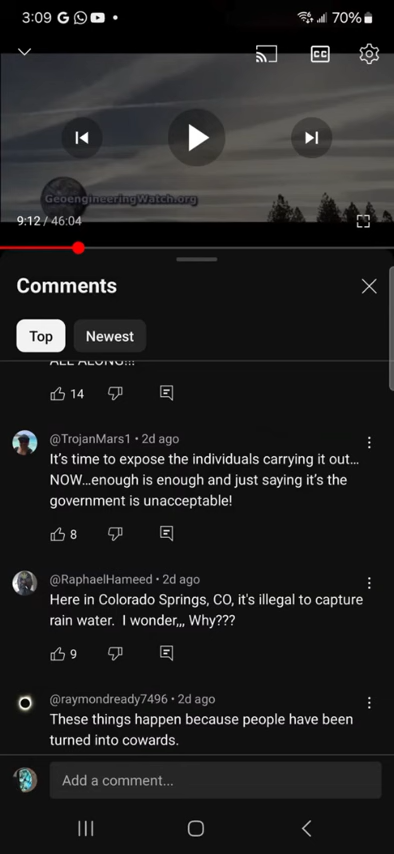 3:09 G 70%
CC
GeoengineeringWatch.org
9:12 / 46:04
Comments
Top Newest
ALL ALONG!!!
14
@TrojanMars1 • 2d ago
It's time to expose the individuals carrying it out...
NOW...enough is enough and just saying it's the
government is unacceptable!
8
@RaphaelHameed • 2d ago
Here in Colorado Springs, CO, it's illegal to capture
rain water.  I wonder,,, Why???
9
@raymondready7496 • 2d ago
These things happen because people have been
turned into cowards.
Add a comment...